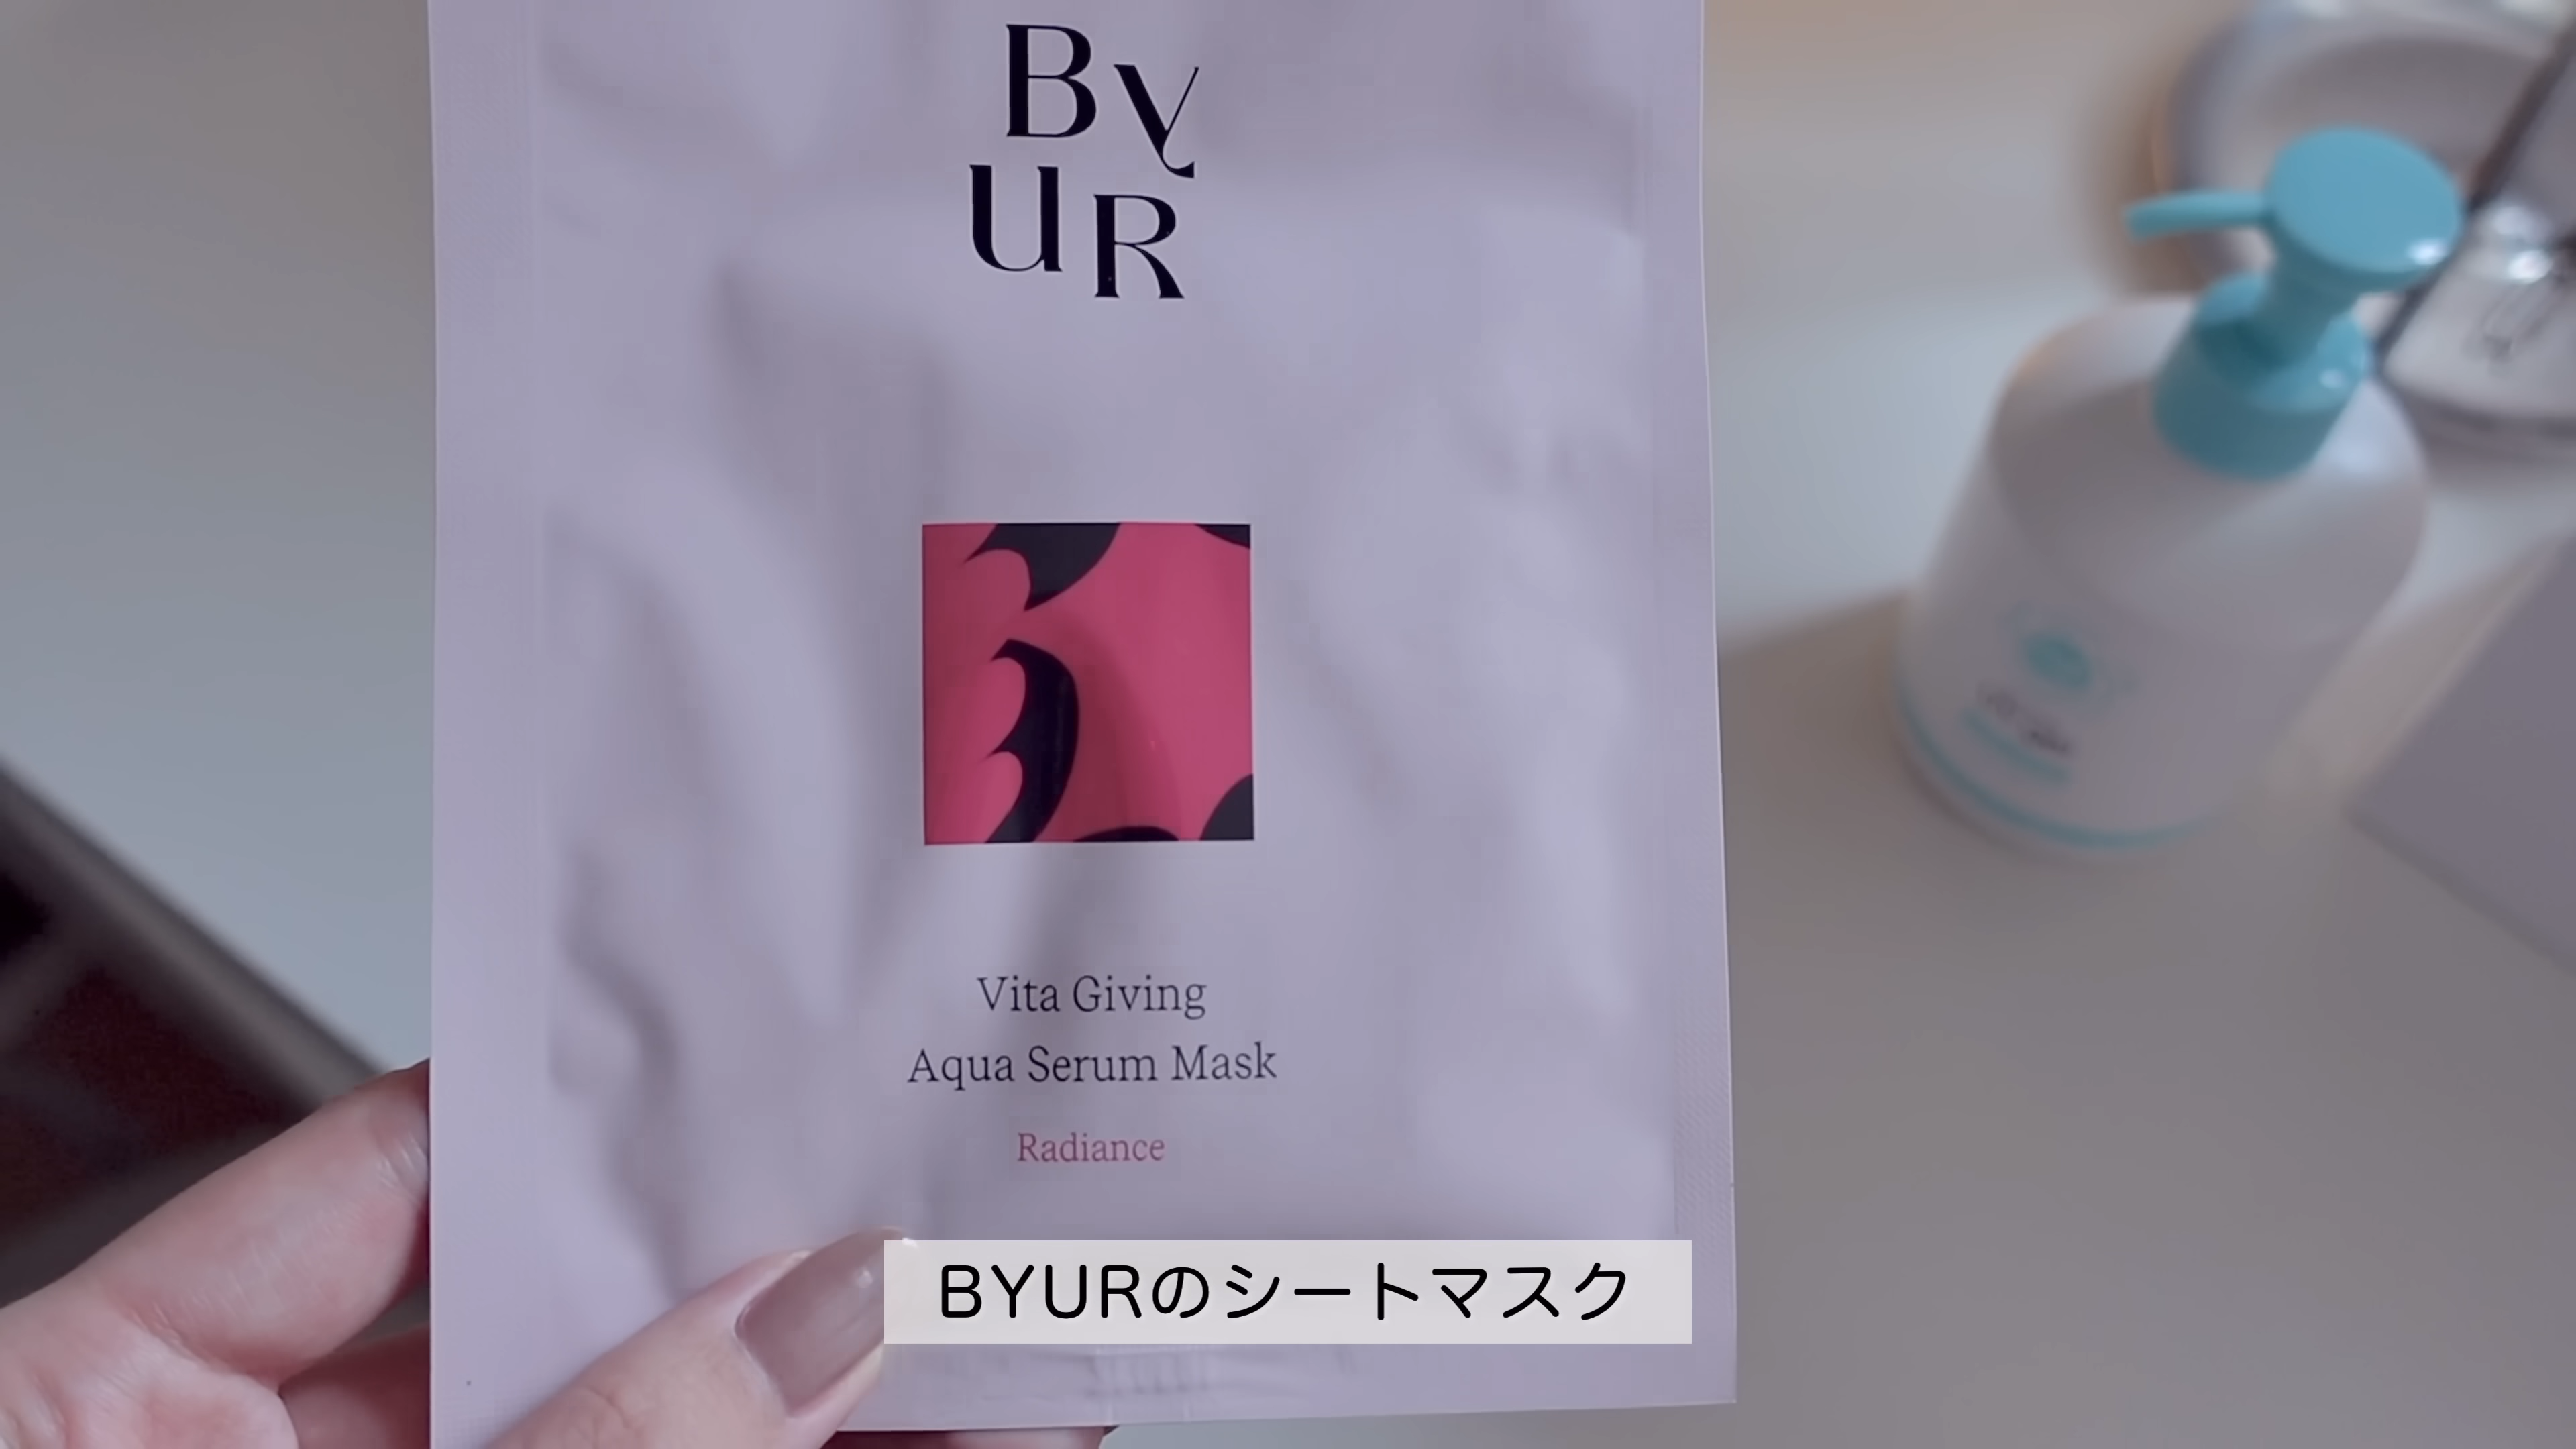 By
UR
Vita Giving
Aqua Serum Mask
Radiance
BYURのシートマスク